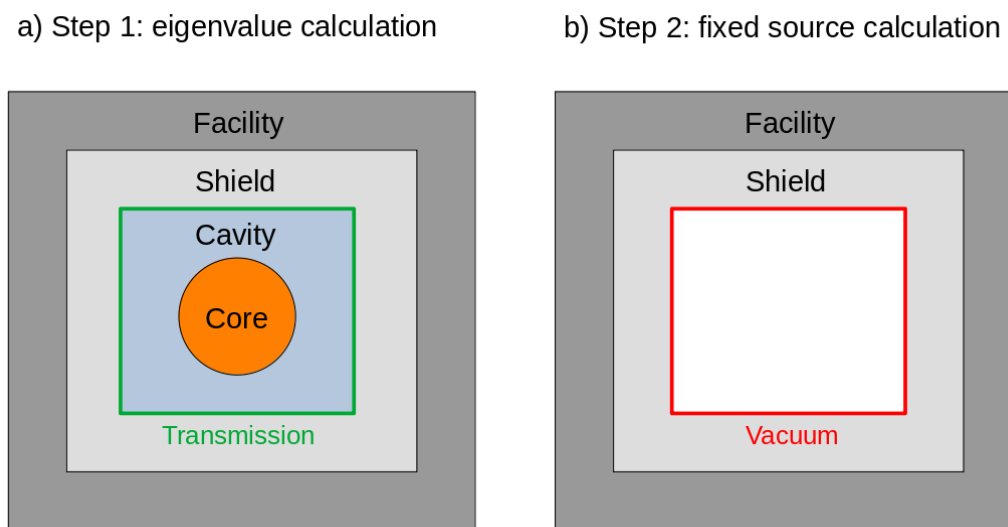 a) Step 1: eigenvalue calculation
b) Step 2: fixed source calculation
Facility
Shield
Cavity
Core
Transmission
Facility
Shield
Vacuum